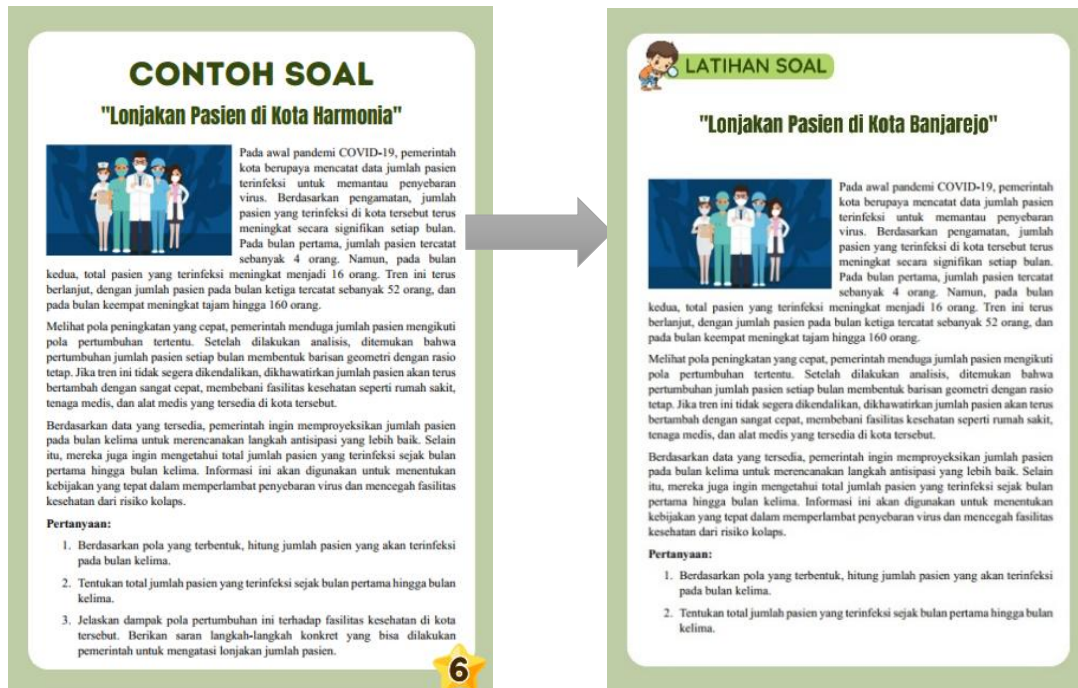 CONTOH SOAL
"Lonjakan Pasien di Kota Harmonia"
Pada awal pandemi COVID-19, pemerintah
kota berupaya mencatat data jumlah pasien
terinfeksi untuk memantau penyebaran
virus. Berdasarkan pengamatan, jumlah
pasien yang terinfeksi di kota tersebut terus
meningkat secara signifikan setiap bulan.
Pada bulan pertama, jumlah pasien tercatat
sebanyak 4 orang. Namun, pada bulan
kedua, total pasien yang terinfeksi meningkat menjadi 16 orang. Tren ini terus
berlanjut, dengan jumlah pasien pada bulan ketiga tercatat sebanyak 52 orang, dan
pada bulan keempat meningkat tajam hingga 160 orang.
Melihat pola peningkatan yang cepat, pemerintah menduga jumlah pasien mengikuti
pola pertumbuhan tertentu. Setelah dilakukan analisis, ditemukan bahwa
pertumbuhan jumlah pasien setiap bulan membentuk barisan geometri dengan rasio
tetap. Jika tren ini tidak segera dikendalikan, dikhawatirkan jumlah pasien akan terus
bertambah dengan sangat cepat, membebani fasilitas kesehatan seperti rumah sakit,
tenaga medis, dan alat medis yang tersedia di kota tersebut.
Berdasarkan data yang tersedia, pemerintah ingin memproyeksikan jumlah pasien
pada bulan kelima untuk merencanakan langkah antisipasi yang lebih baik. Selain
itu, mereka juga ingin mengetahui total jumlah pasien yang terinfeksi sejak bulan
pertama hingga bulan kelima. Informasi ini akan digunakan untuk menentukan
kebijakan yang tepat dalam memperlambat penyebaran virus dan mencegah fasilitas
kesehatan dari risiko kolaps.
Pertanyaan:
1. Berdasarkan pola yang terbentuk, hitung jumlah pasien yang akan terinfeksi
pada bulan kelima.
2. Tentukan total jumlah pasien yang terinfeksi sejak bulan pertama hingga bulan
kelima.
3. Jelaskan dampak pola pertumbuhan ini terhadap fasilitas kesehatan di kota
tersebut. Berikan saran langkah-langkah konkret yang bisa dilakukan
pemerintah untuk mengatasi lonjakan jumlah pasien.
6
LATIHAN SOAL
"Lonjakan Pasien di Kota Banjarejo"
Pada awal pandemi COVID-19, pemerintah
kota berupaya mencatat data jumlah pasien
terinfeksi untuk memantau penyebaran
virus. Berdasarkan pengamatan, jumlah
pasien yang terinfeksi di kota tersebut terus
meningkat secara signifikan setiap bulan.
Pada bulan pertama, jumlah pasien tercatat
sebanyak 4 orang. Namun, pada bulan
kedua, total pasien yang terinfeksi meningkat menjadi 16 orang. Tren ini terus
berlanjut, dengan jumlah pasien pada bulan ketiga tercatat sebanyak 52 orang, dan
pada bulan keempat meningkat tajam hingga 160 orang.
Melihat pola peningkatan yang cepat, pemerintah menduga jumlah pasien mengikuti
pola pertumbuhan tertentu. Setelah dilakukan analisis, ditemukan bahwa
pertumbuhan jumlah pasien setiap bulan membentuk barisan geometri dengan rasio
tetap. Jika tren ini tidak segera dikendalikan, dikhawatirkan jumlah pasien akan terus
bertambah dengan sangat cepat, membebani fasilitas kesehatan seperti rumah sakit,
tenaga medis, dan alat medis yang tersedia di kota tersebut.
Berdasarkan data yang tersedia, pemerintah ingin memproyeksikan jumlah pasien
pada bulan kelima untuk merencanakan langkah antisipasi yang lebih baik. Selain
itu, mereka juga ingin mengetahui total jumlah pasien yang terinfeksi sejak bulan
pertama hingga bulan kelima. Informasi ini akan digunakan untuk menentukan
kebijakan yang tepat dalam memperlambat penyebaran virus dan mencegah fasilitas
kesehatan dari risiko kolaps.
Pertanyaan:
1. Berdasarkan pola yang terbentuk, hitung jumlah pasien yang akan terinfeksi
pada bulan kelima.
2. Tentukan total jumlah pasien yang terinfeksi sejak bulan pertama hingga bulan
kelima.